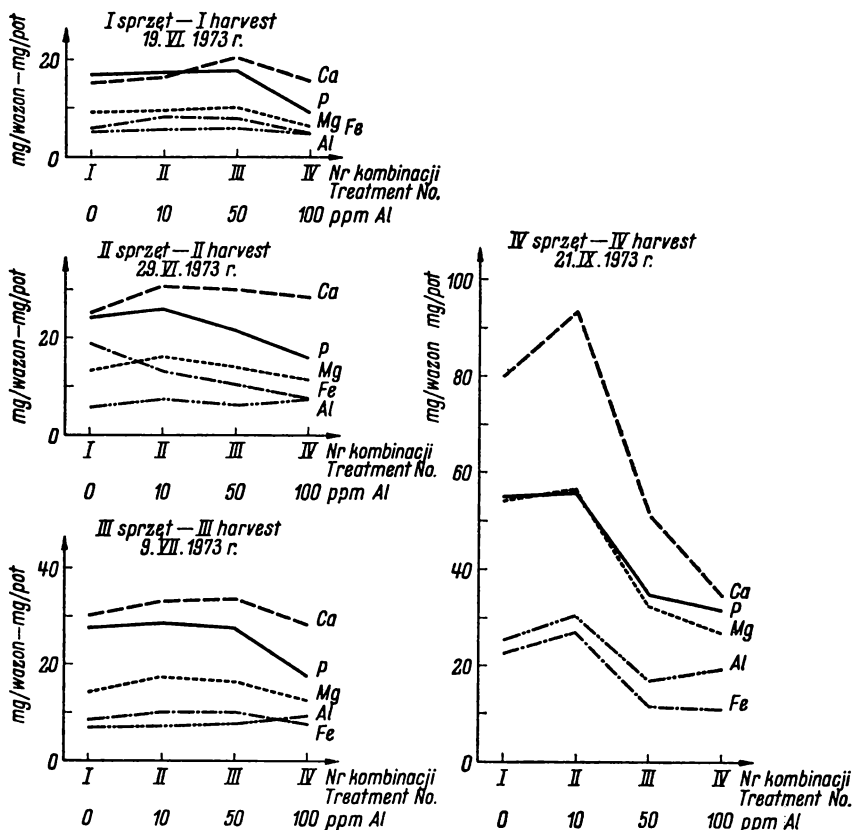 I sprzęt — I harvest
19. VI. 1973 r.
mg/wazon—mg/pot
20
0
Ca
P
Mg Fe
Al
I II III IV Nr kombinacji
Treatment No.
0 10 50 100 ppm Al
II sprzęt — II harvest
29. VI. 1973 r.
mg/wazon—mg/pot
20
0
Ca
P
Mg
Fe
Al
I II III IV Nr kombinacji
Treatment No.
0 10 50 100 ppm Al
III sprzęt — III harvest
9. VII. 1973 r.
mg/wazon—mg/pot
40
20
0
Ca
P
Mg
Al
Fe
I II III IV Nr kombinacji
Treatment No.
0 10 50 100 ppm Al
IV sprzęt — IV harvest
21. IX. 1973 r.
mg/wazon mg/pot
100
80
60
40
20
0
Ca
P
Mg
Al
Fe
I II III IV Nr kombinacji
Treatment No.
0 10 50 100 ppm Al